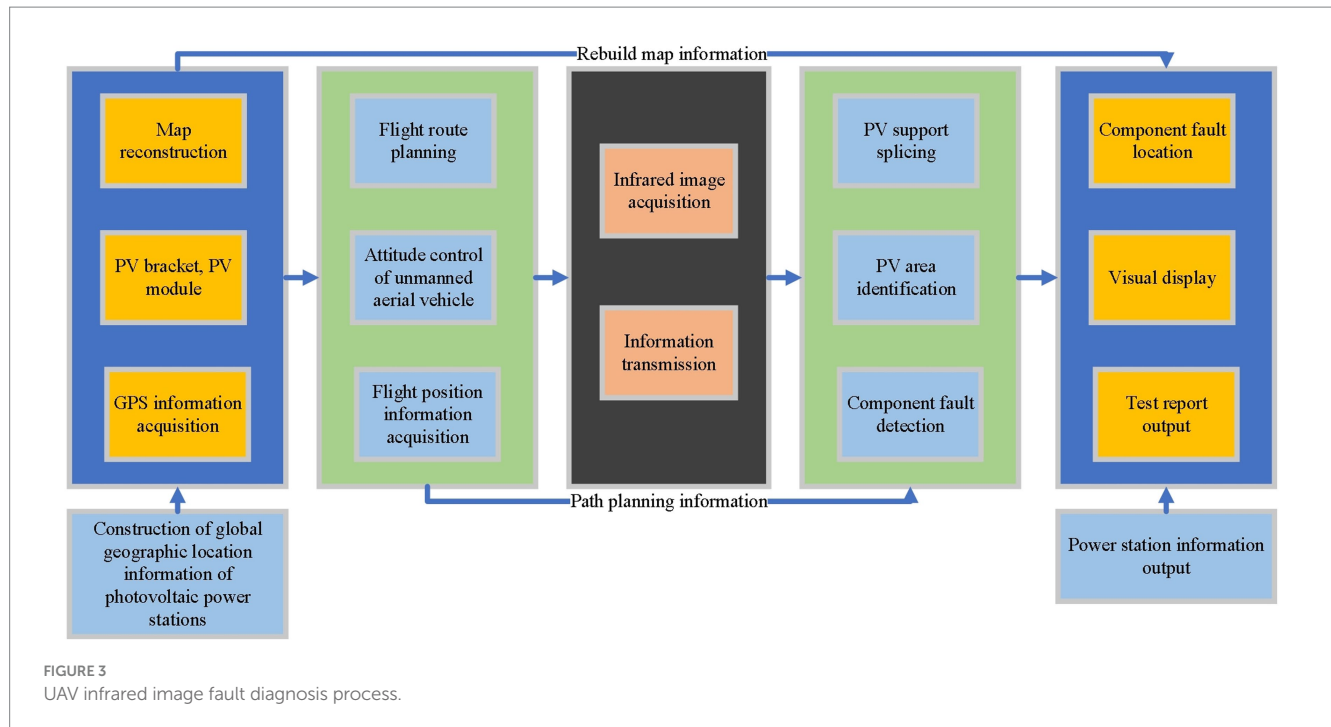 Rebuild map information
Map
reconstruction
PV bracket, PV
module
GPS information
acquisition
Construction of global
geographic location
information of
photovoltaic power
stations
Flight route
planning
Attitude control
of unmanned
aerial vehicle
Flight position
information
acquisition
Infrared image
acquisition
Information
transmission
Path planning information
PV support
splicing
PV area
identification
Component fault
detection
Component fault
location
Visual display
Test report
output
Power station information
output
FIGURE 3
UAV infrared image fault diagnosis process.